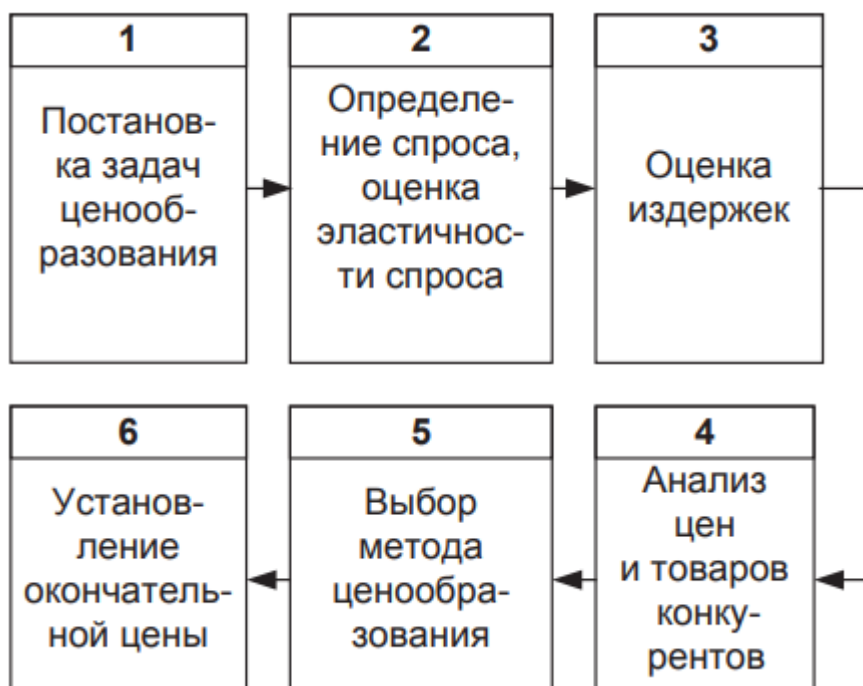 1
Постанов-
ка задач
ценооб-
разования
2
Определе-
ние спроса,
оценка
эластичнос-
ти спроса
3
Оценка
издержек
4
Анализ
цен
и товаров
конку-
рентов
5
Выбор
метода
ценообра-
зования
6
Установ-
ление
окончатель-
ной цены